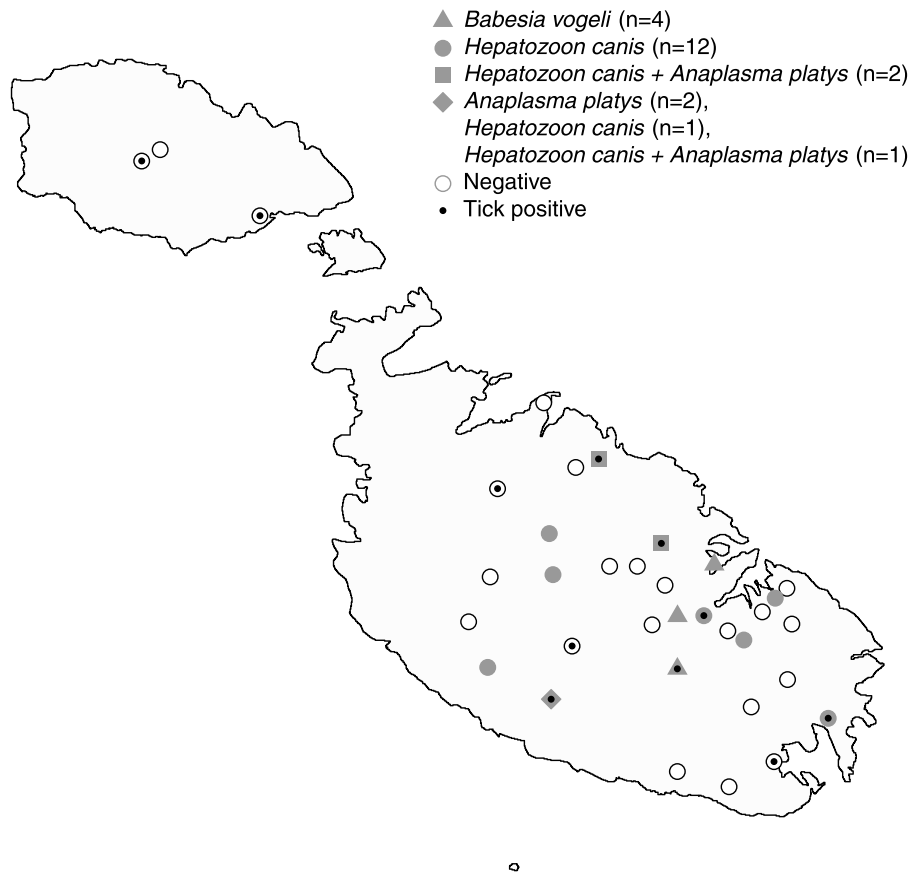 Babesia vogeli (n=4)
Hepatozoon canis (n=12)
Hepatozoon canis + Anaplasma platys (n=2)
Anaplasma platys (n=2),
Hepatozoon canis (n=1),
Hepatozoon canis + Anaplasma platys (n=1)
Negative
Tick positive